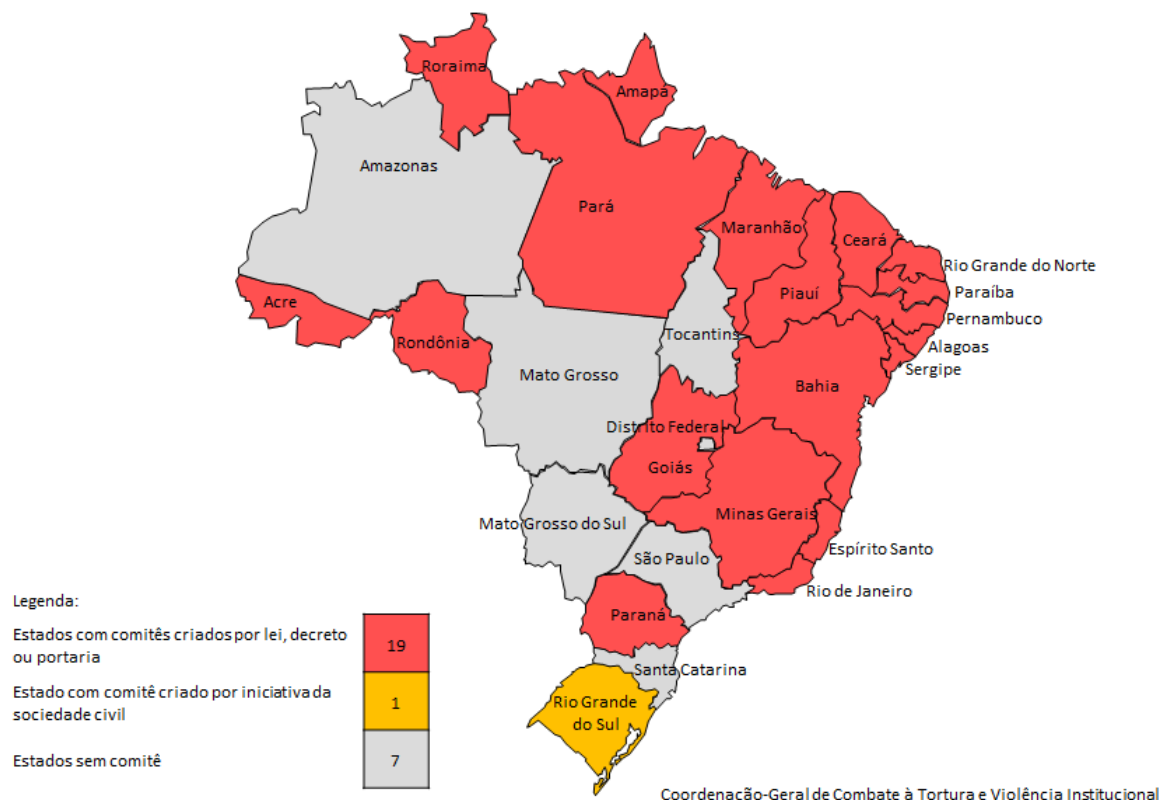 Roraima
Amapá
Amazonas
Pará
Maranhão
Ceará
Rio Grande do Norte
Piauí
Paraíba
Acre
Pernambuco
Tocantins
Rondônia
Alagoas
Mato Grosso
Sergipe
Bahia
Distrito Federal
Goiás
Minas Gerais
Mato Grosso do Sul
Espírito Santo
São Paulo
Rio de Janeiro
Paraná
Santa Catarina
Rio Grande
do Sul
Legenda:
Estados com comitês criados por lei, decreto
ou portaria
19
Estado com comitê criado por iniciativa da
sociedade civil
1
Estados sem comitê
7
Coordenação-Geral de Combate à Tortura e Violência Institucional